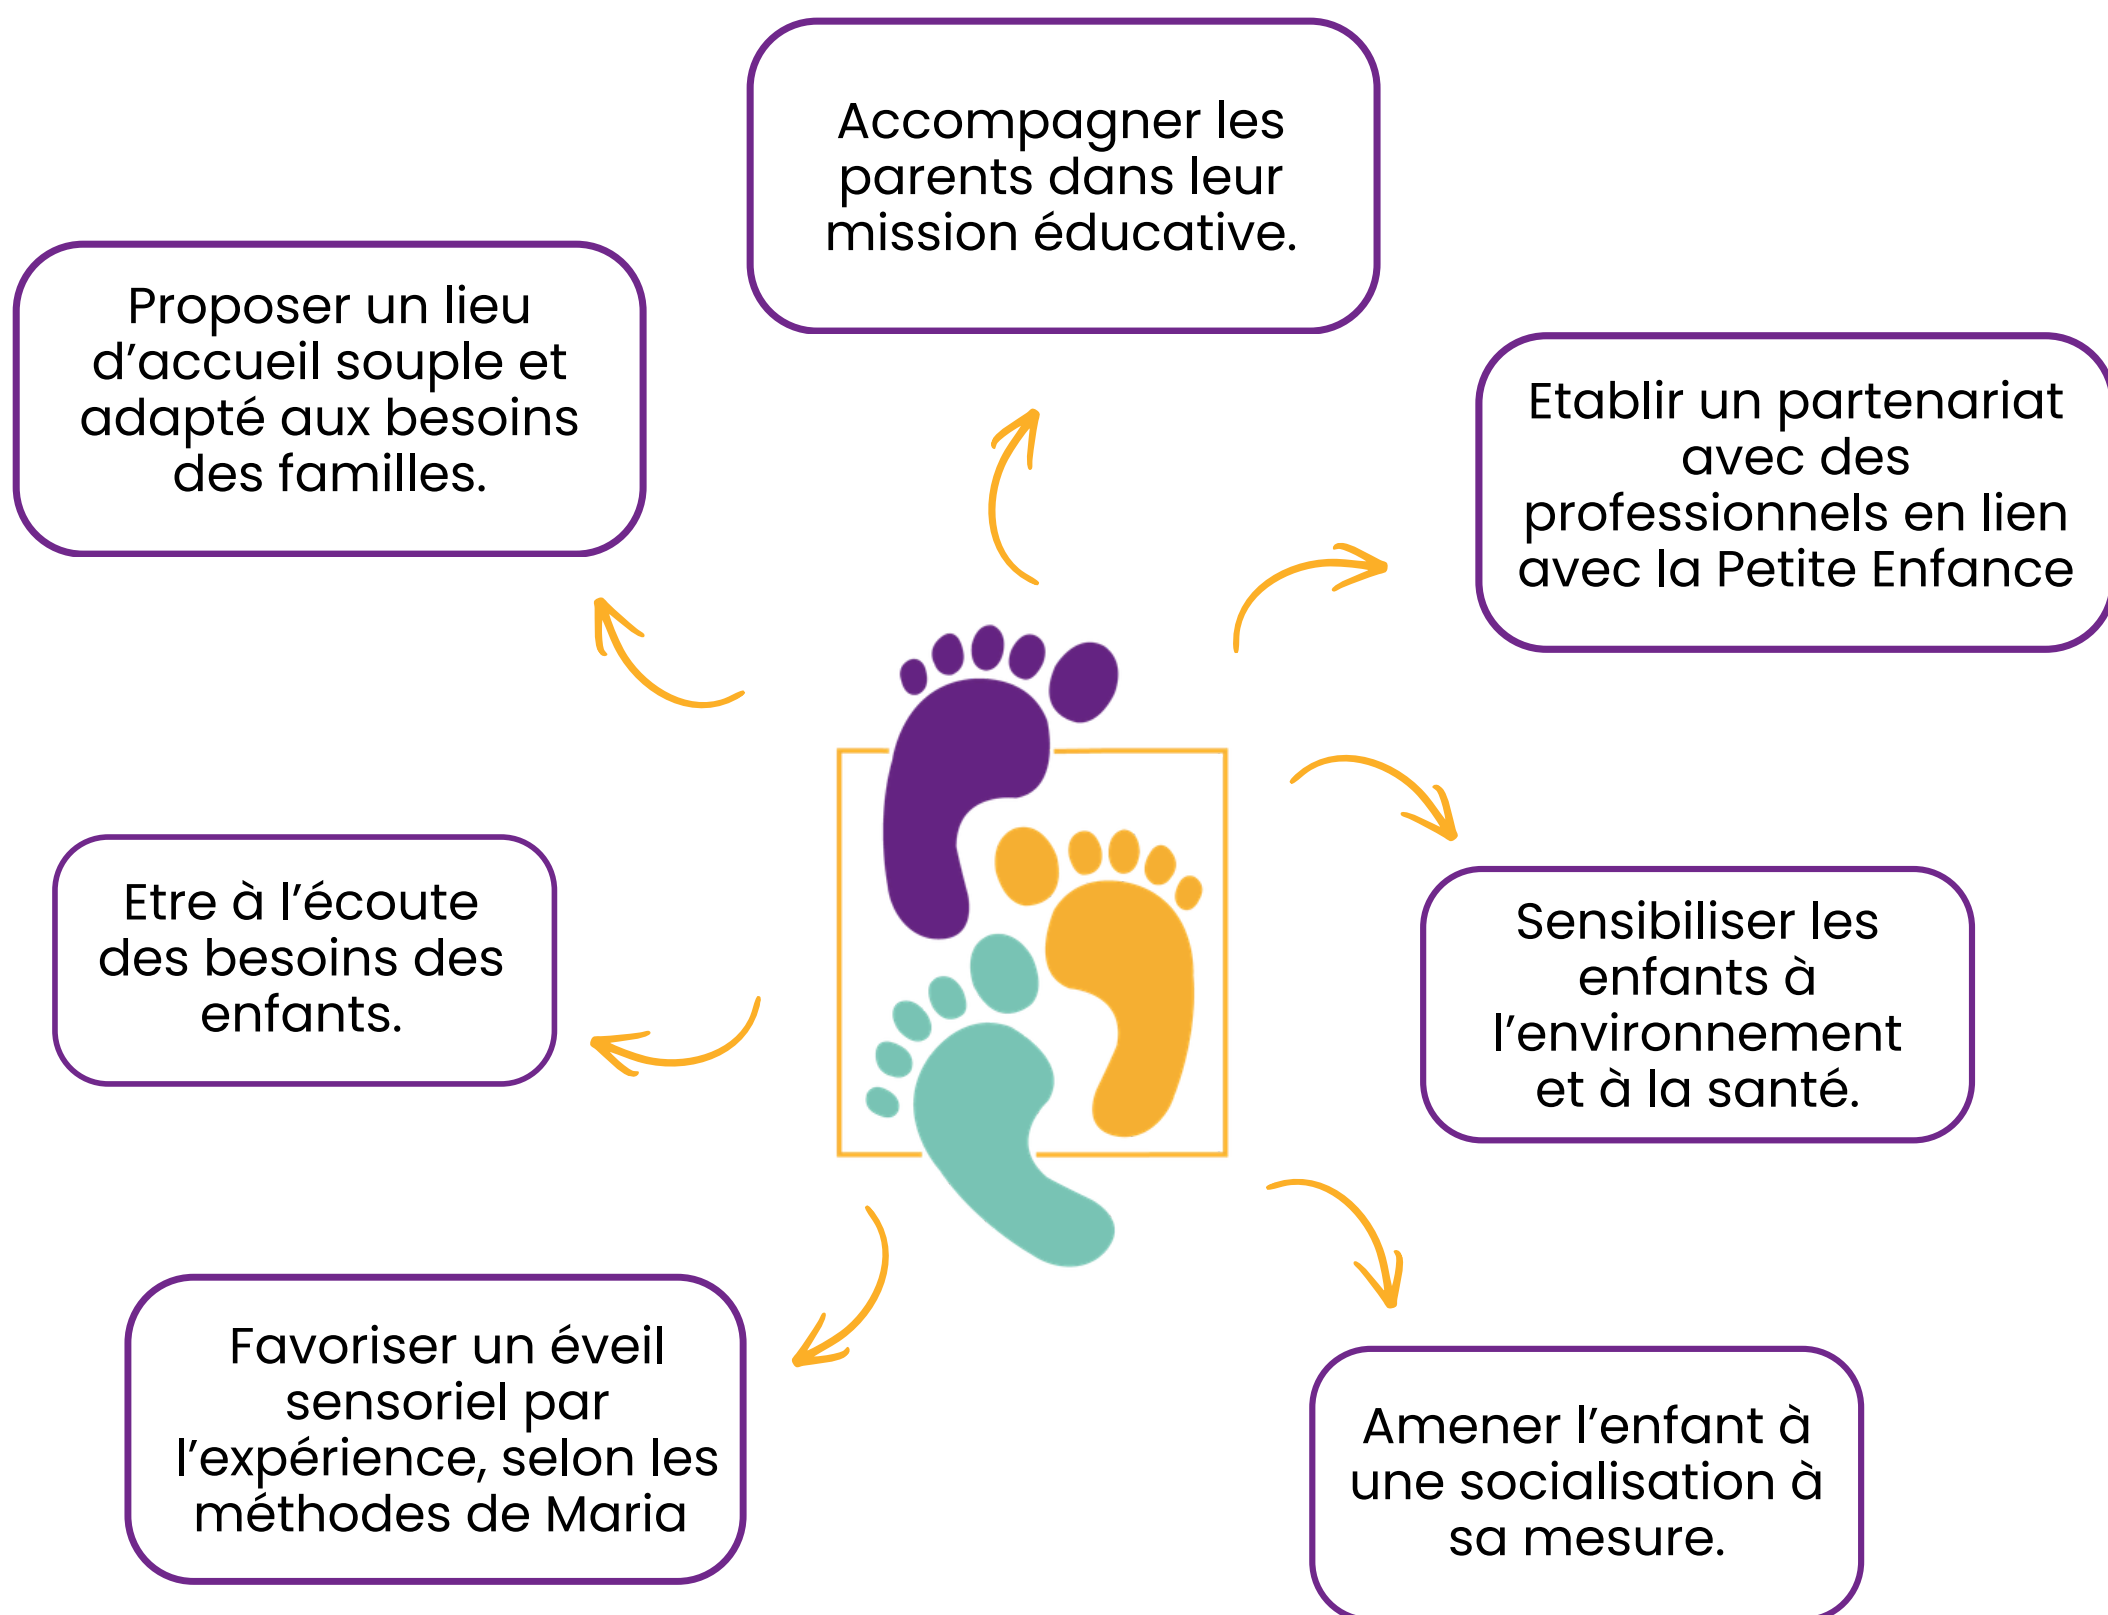 Accompagner les
parents dans leur
mission éducative.
Proposer un lieu
d’accueil souple et
adapté aux besoins
des familles.
Etablir un partenariat
avec des
professionnels en lien
avec la Petite Enfance
Etre à l’écoute
des besoins des
enfants.
Sensibiliser les
enfants à
l’environnement
et à la santé.
Favoriser un éveil
sensoriel par
l’expérience, selon les
méthodes de Maria
Amener l’enfant à
une socialisation à
sa mesure.